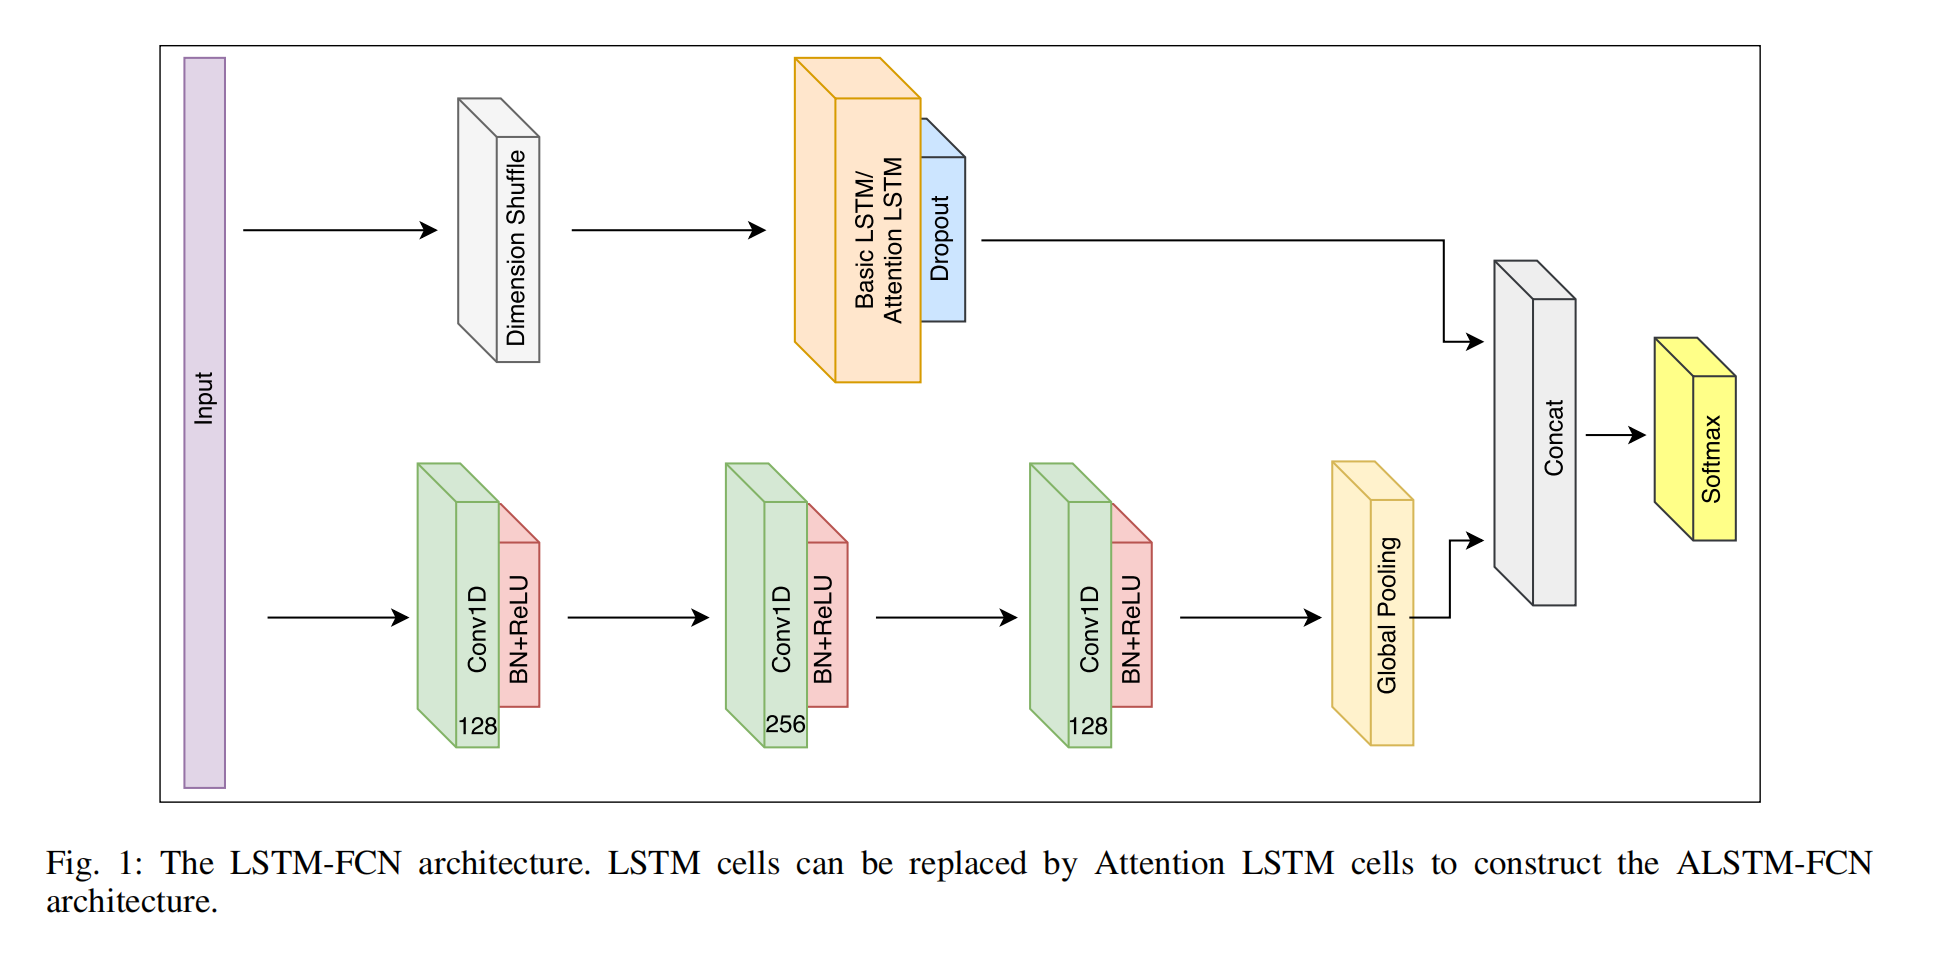 Input
Dimension Shuffle
Basic LSTM/
Attention LSTM
Dropout
Conv1D
128
BN+ReLU
Conv1D
256
BN+ReLU
Conv1D
128
BN+ReLU
Global Pooling
Concat
Softmax
Fig. 1: The LSTM-FCN architecture. LSTM cells can be replaced by Attention LSTM cells to construct the ALSTM-FCN
architecture.